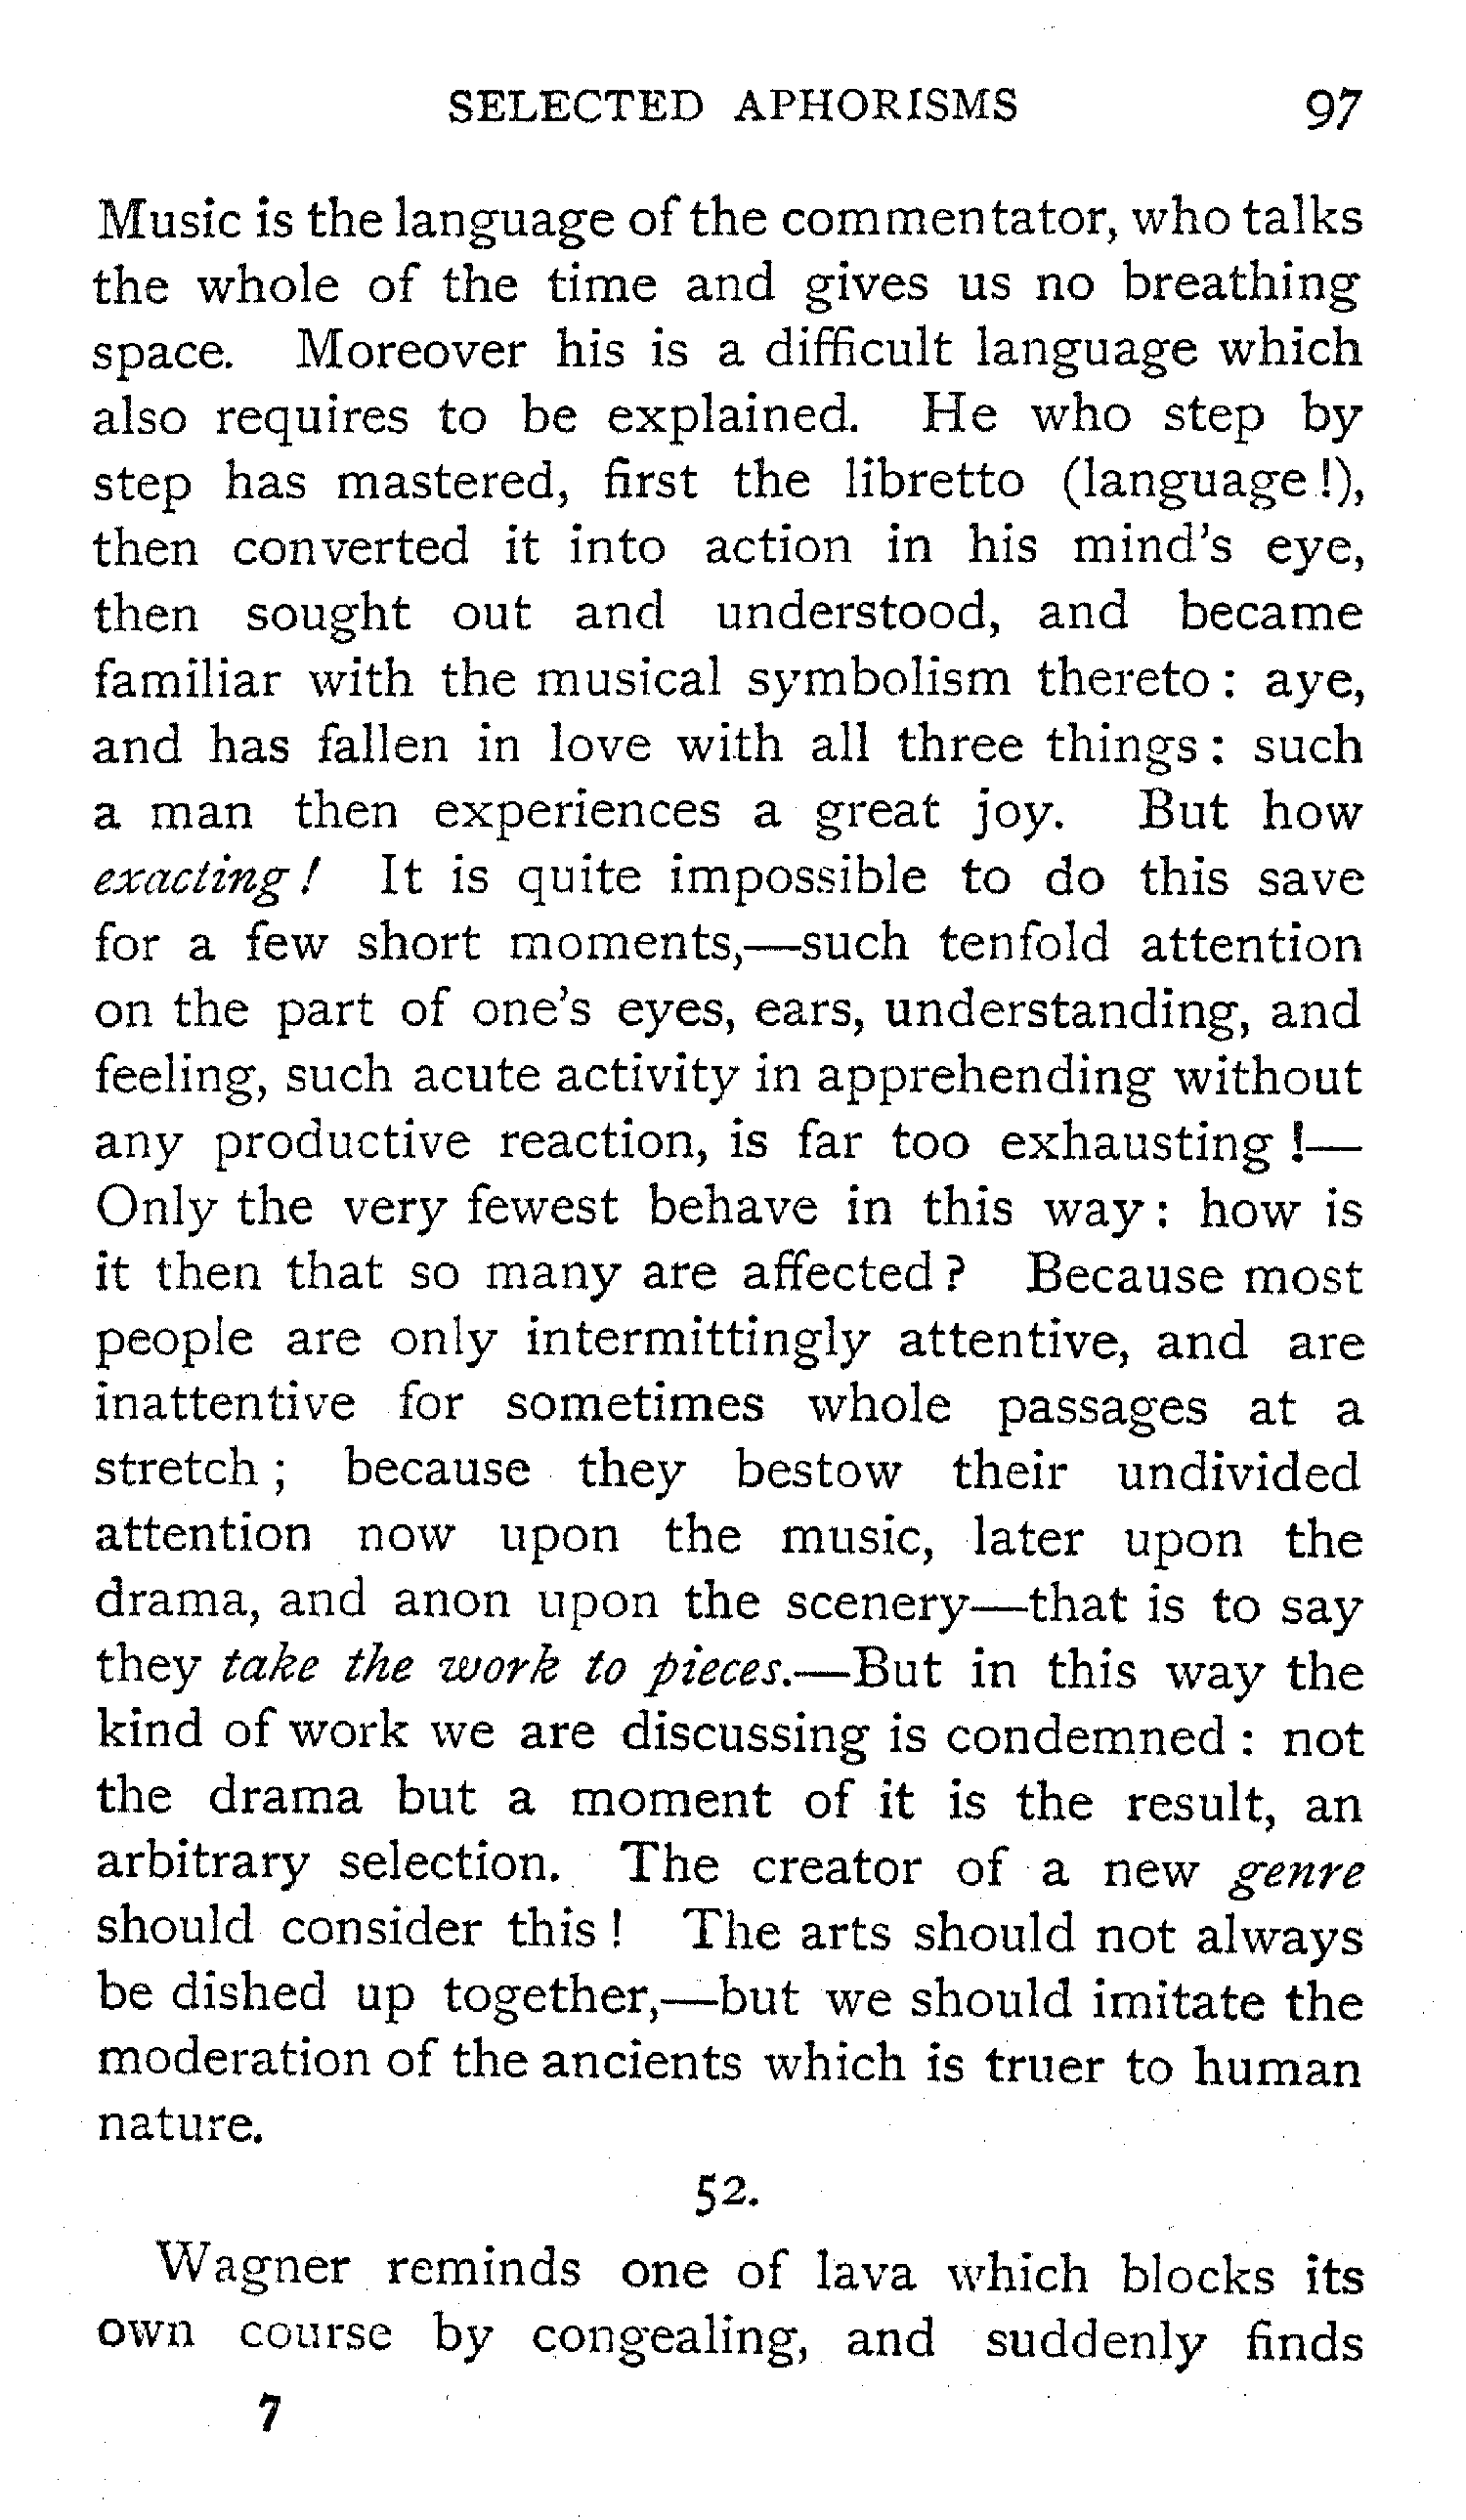 SELECTED APHORISMS 97
Music is the language of the commentator, who talks
the whole of the time and gives us no breathing
space. Moreover his is a difficult language which
also requires to be explained. He who step by
step has mastered, first the libretto (language!),
then converted it into action in his mind's eye,
then sought out and understood, and became
familiar with the musical symbolism thereto: aye,
and has fallen in love with all three things: such
a man then experiences a great joy. But how
exacting! It is quite impossible to do this save
for a few short moments,—such tenfold attention
on the part of one's eyes, ears, understanding, and
feeling, such acute activity in apprehending without
any productive reaction, is far too exhausting!—
Only the very fewest behave in this way: how is
it then that so many are affected? Because most
people are only intermittingly attentive, and are
inattentive for sometimes whole passages at a
stretch; because they bestow their undivided
attention now upon the music, later upon the
drama, and anon upon the scenery—that is to say
they take the work to pieces.—But in this way the
kind of work we are discussing is condemned: not
the drama but a moment of it is the result, an
arbitrary selection. The creator of a new genre
should consider this! The arts should not always
be dished up together,—but we should imitate the
moderation of the ancients which is truer to human
nature.
52.
Wagner reminds one of lava which blocks its
own course by congealing, and suddenly finds
7